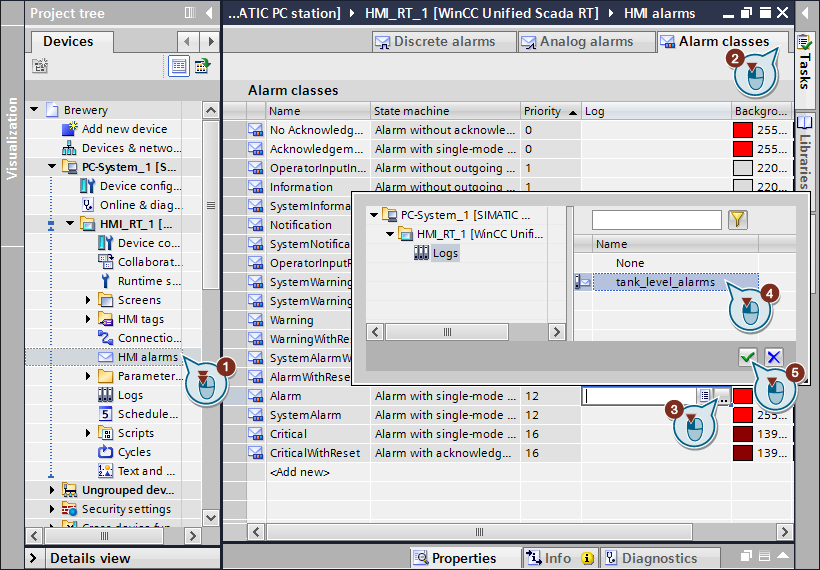 Project tree
...ATIC PC station]
HMI_RT_1 [WinCC Unified Scada RT]
HMI alarms
Devices
Discrete alarms
Analog alarms
Alarm classes
2
Tasks
Libraries
Visualization
Alarm classes
Name
State machine
Priority
Log
Backgro...
Brewery
Add new device
Devices & netwo...
PC-System_1 [S...
Device config...
Online & diag...
HMI_RT_1 [...
Device co...
Collaborat...
Runtime s...
Screens
HMI tags
Connectio...
HMI alarms
1
Parameter...
Logs
Schedule...
Scripts
Cycles
Text and ...
Ungrouped dev...
Security settings
Details view
No Acknowledg...
Alarm without acknowle...
0
255...
Acknowledgem...
Alarm with single-mode ...
0
255...
OperatorInputIn...
Alarm without outgoing ...
1
220...
Information
Alarm without outgoing ...
1
220...
SystemInforma
Notification
SystemNotifica
OperatorInputR
SystemWarning
SystemWarning
Warning
WarningWithRe
SystemAlarmW
AlarmWithRese
Alarm
Alarm with single-mode ...
12
SystemAlarm
Alarm with single-mode ...
12
255...
Critical
Alarm with single-mode ...
16
139...
CriticalWithReset
Alarm with acknowledg...
16
139...
<Add new>
PC-System_1 [SIMATIC ...
HMI_RT_1 [WinCC Unifi...
Logs
Name
None
tank_level_alarms
4
5
3
...
Properties
Info
Diagnostics